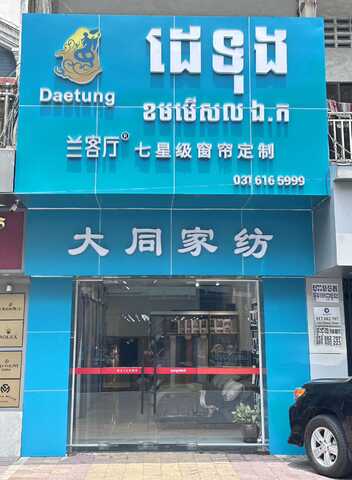 ដេទុង
Daetung
ខមមើសល ឯ.ក
兰客厅® 七星级窗帘定制
031 616 5999
大同家纺
ROLEX